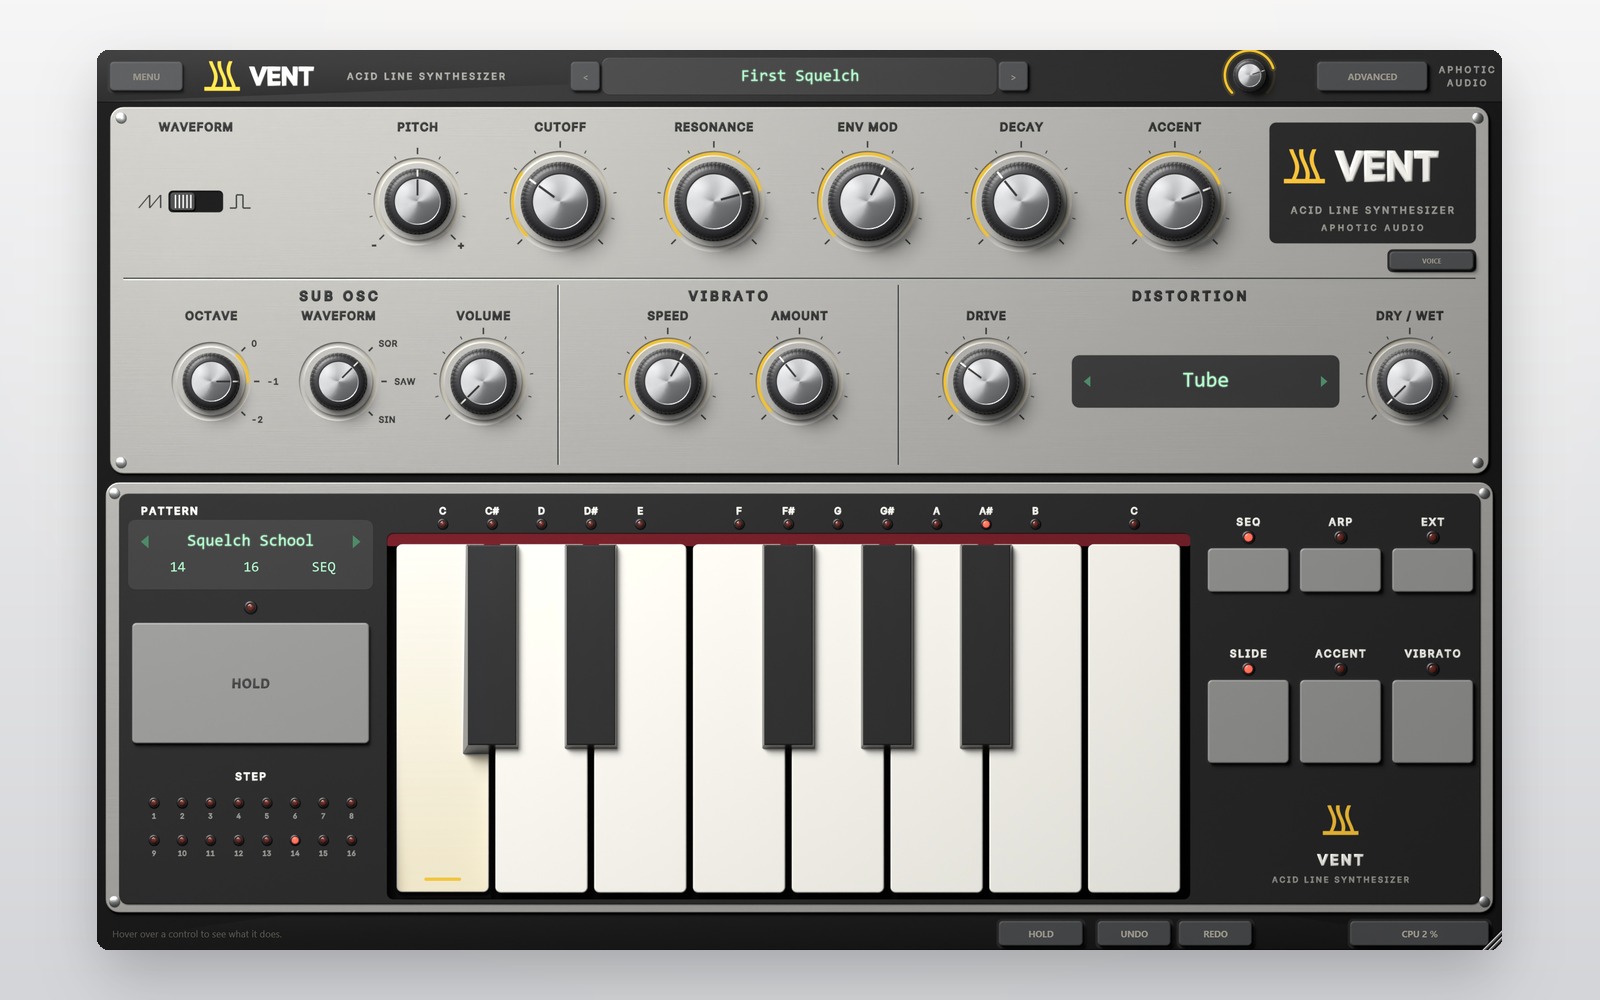 MENU
VENT
ACID LINE SYNTHESIZER
<
First Squelch
>
ADVANCED
APHOTIC
AUDIO
WAVEFORM
PITCH
CUTOFF
RESONANCE
ENV MOD
DECAY
ACCENT
- +
VENT
ACID LINE SYNTHESIZER
APHOTIC AUDIO
VOICE
SUB OSC
OCTAVE
WAVEFORM
VOLUME
0
-1
-2
SOR
SAW
SIN
VIBRATO
SPEED
AMOUNT
DISTORTION
DRIVE
Tube
DRY / WET
PATTERN
Squelch School
14 16 SEQ
HOLD
STEP
1 2 3 4 5 6 7 8
9 10 11 12 13 14 15 16
C C# D D# E F F# G G# A A# B C
SEQ ARP EXT
SLIDE ACCENT VIBRATO
VENT
ACID LINE SYNTHESIZER
Hover over a control to see what it does.
HOLD
UNDO
REDO
CPU 2 %